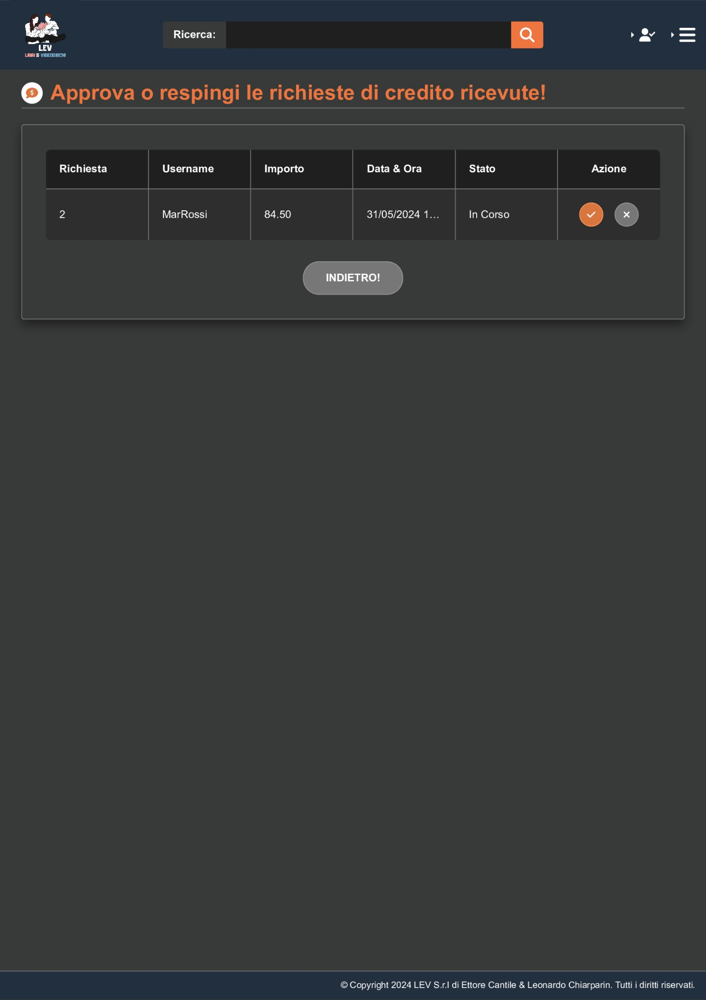 LEV
LIBRI & VIDEOGIOCHI
Ricerca:
Approva o respingi le richieste di credito ricevute!
Richiesta Username Importo Data & Ora Stato Azione
2 MarRossi 84.50 31/05/2024 1... In Corso
INDIETRO!
© Copyright 2024 LEV S.r.l di Ettore Cantile & Leonardo Chiarparin. Tutti i diritti riservati.